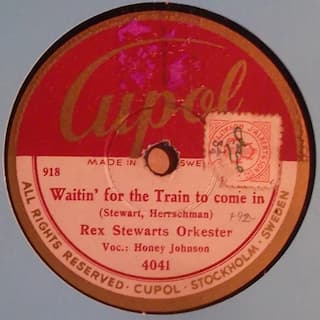 Cupol
MADE IN SWEDEN
918
Waitin' for the Train to come in
(Stewart, Herrschman)
Rex Stewarts Orkester
Voc.: Honey Johnson
4041
ALL RIGHTS RESERVED · CUPOL · STOCKHOLM · SWEDEN